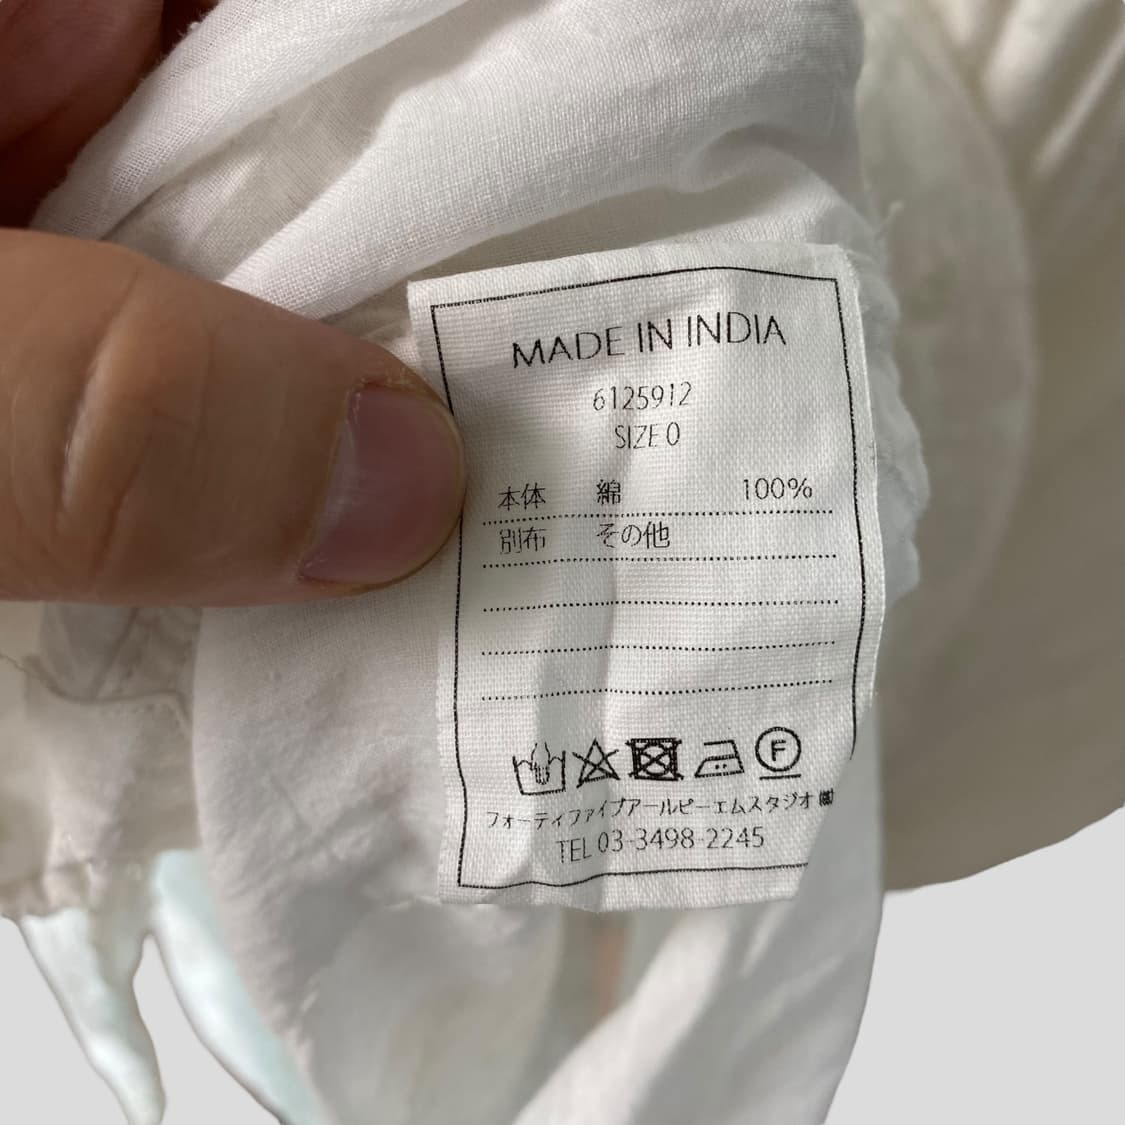 MADE IN INDIA
6125912
SIZE 0
本体 綿 100%
別布 その他
F
フォーティファイブアールピーエムスタジオ㈱
TEL 03-3498-2245